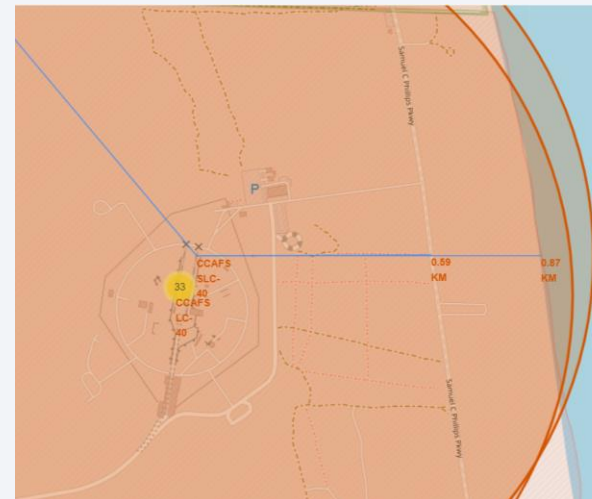 Samuel C Phillips Pkwy
P
CCAFS
SLC-
40
0.59
KM
0.87
KM
33
CCAFS
LC-
40
Samuel C Phillips Pkwy